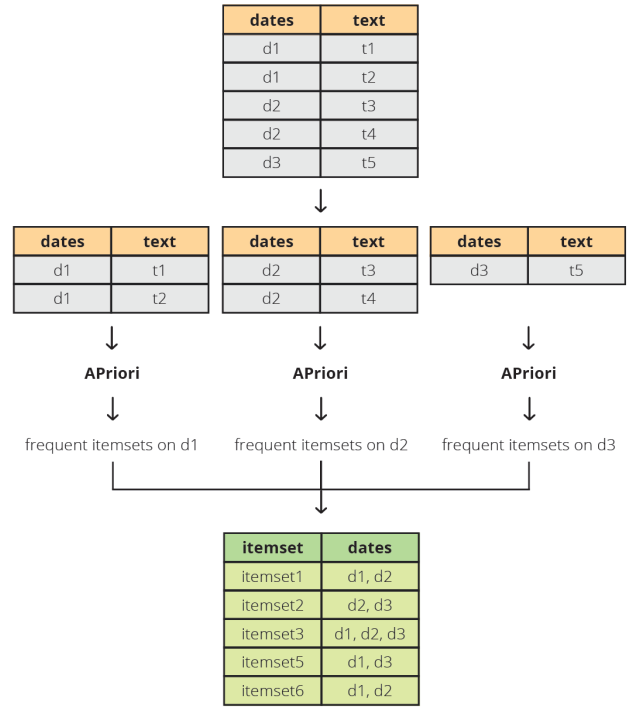 dates text
d1 t1
d1 t2
d2 t3
d2 t4
d3 t5
dates text dates text dates text
d1 t1 d2 t3 d3 t5
d1 t2 d2 t4
APriori APriori APriori
frequent itemsets on d1 frequent itemsets on d2 frequent itemsets on d3
itemset dates
itemset1 d1, d2
itemset2 d2, d3
itemset3 d1, d2, d3
itemset5 d1, d3
itemset6 d1, d2